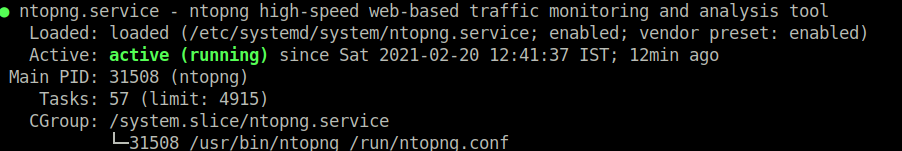 ● ntopng.service - ntopng high-speed web-based traffic monitoring and analysis tool
Loaded: loaded (/etc/systemd/system/ntopng.service; enabled; vendor preset: enabled)
Active: active (running) since Sat 2021-02-20 12:41:37 IST; 12min ago
Main PID: 31508 (ntopng)
Tasks: 57 (limit: 4915)
CGroup: /system.slice/ntopng.service
└─31508 /usr/bin/ntopng /run/ntopng.conf